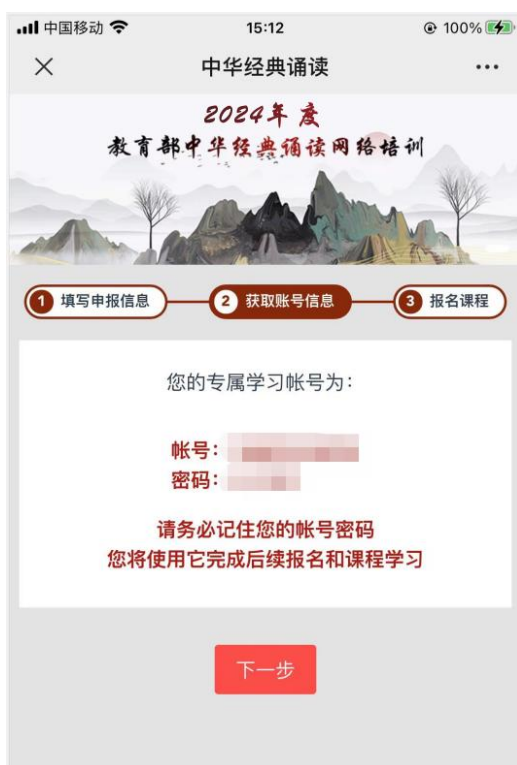 中国移动 15:12 100%
中华经典诵读
2024年度
教育部中华经典诵读网络培训
1 填写申报信息 2 获取账号信息 3 报名课程
您的专属学习帐号为：
帐号：
密码：
请务必记住您的帐号密码
您将使用它完成后续报名和课程学习
下一步